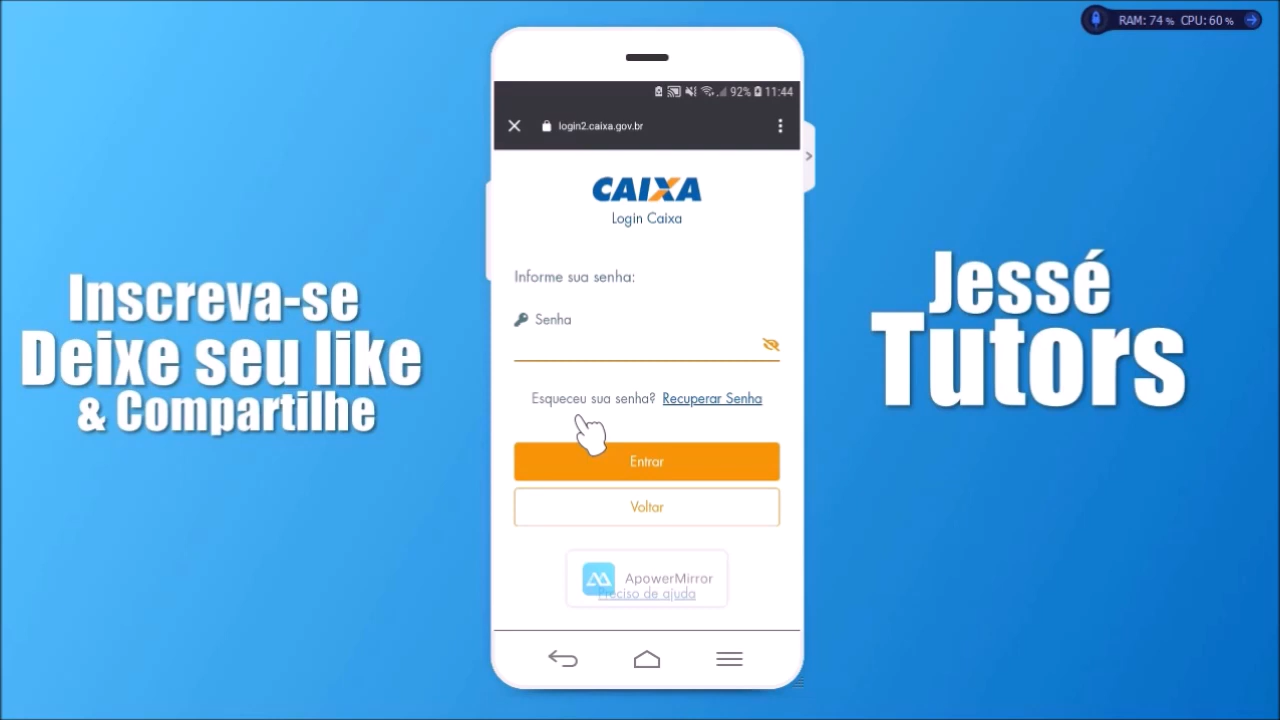 RAM: 74 % CPU: 60 %
92% 11:44
login2.caixa.gov.br
CAIXA
Login Caixa
Informe sua senha:
Senha
Esqueceu sua senha? Recuperar Senha
Entrar
Voltar
ApowerMirror
Preciso de ajuda
Inscreva-se
Deixe seu like
& Compartilhe
Jessé
Tutors